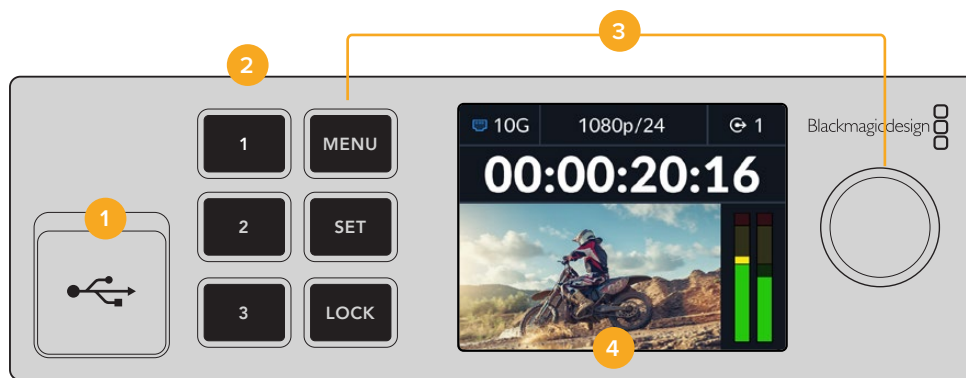 3
2
10G 1080p/24 1
Blackmagicdesign
1 MENU
00:00:20:16
1
2 SET
3 LOCK
4